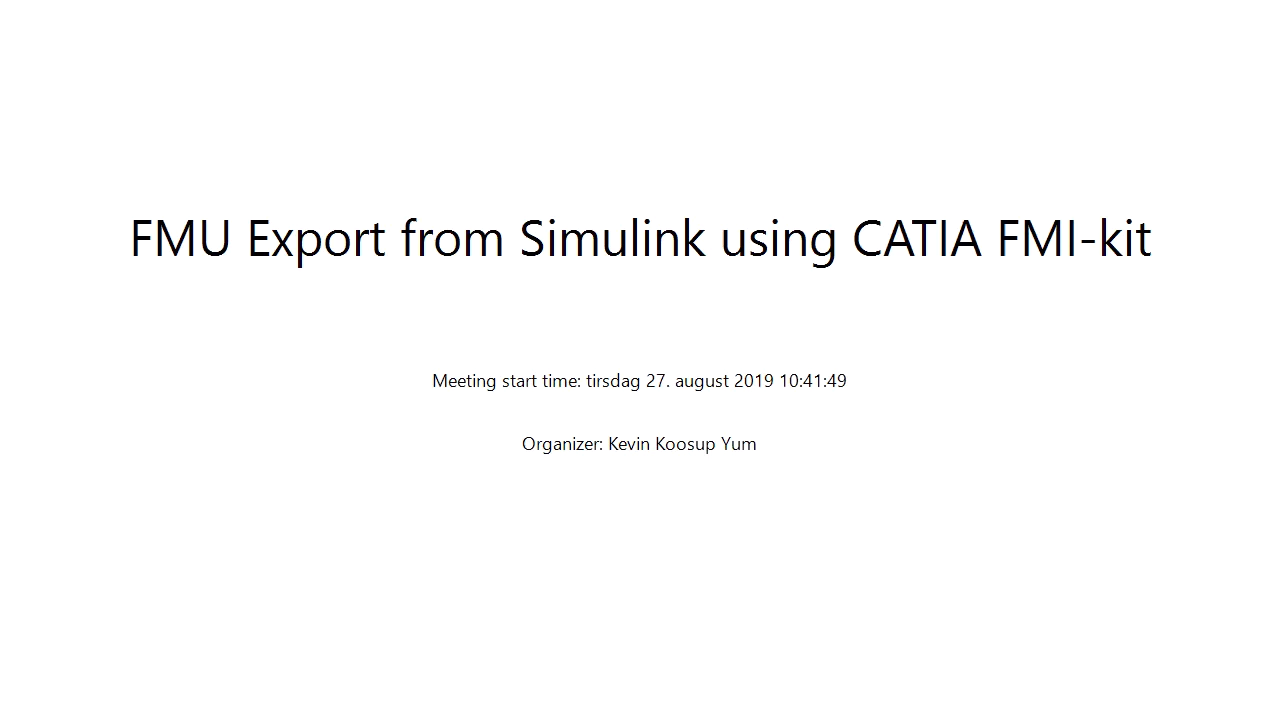 FMU Export from Simulink using CATIA FMI-kit
Meeting start time: tirsdag 27. august 2019 10:41:49
Organizer: Kevin Koosup Yum